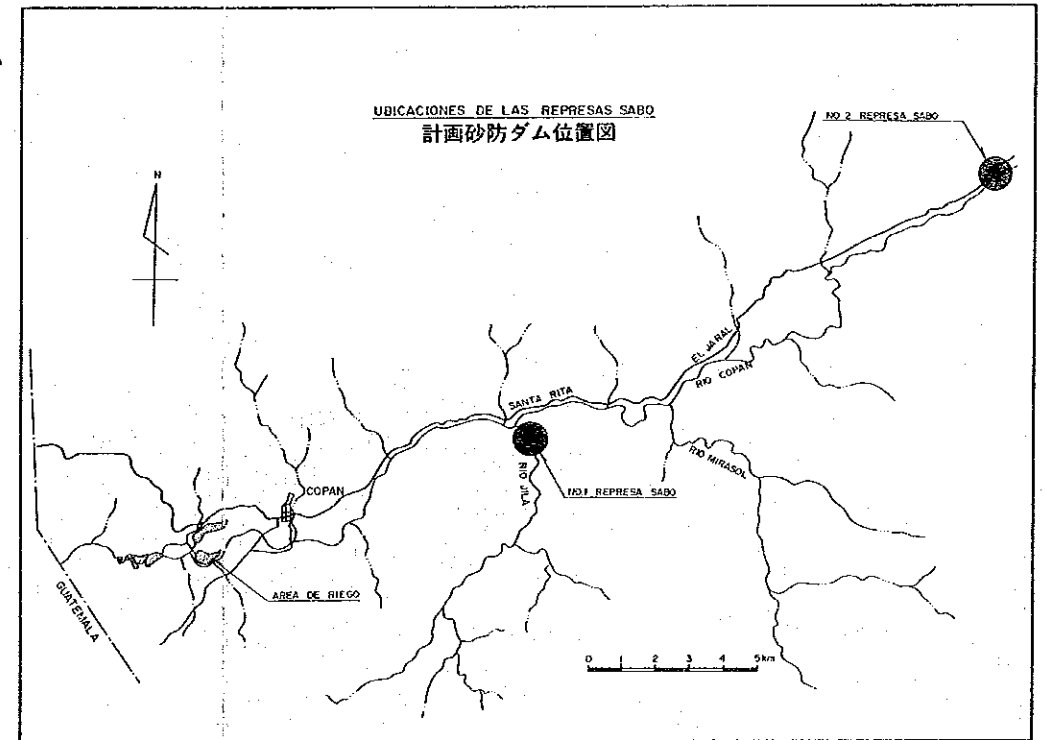 UBICACIONES DE LAS REPRESAS SABO
計画砂防ダム位置図
NO 2 REPRESA SABO
N
EL JARAL
RIO COPAN
SANTA RITA
RIO MIRASOL
RIO JILA
NO.1 REPRESA SABO
COPAN
AREA DE RIEGO
GUATEMALA
0 1 2 3 4 5km